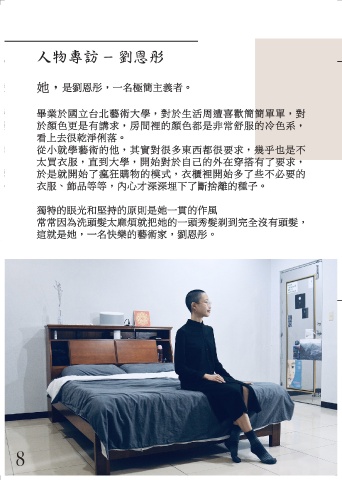 人物專訪 – 劉恩彤
她，是劉恩彤，一名極簡主義者。
畢業於國立台北藝術大學，對於生活周遭喜歡簡簡單單，對
於顏色更是有講求，房間裡的顏色都是非常舒服的冷色系，
看上去很乾淨俐落。
從小就學藝術的他，其實對很多東西都很要求，幾乎也是不
太買衣服，直到大學，開始對於自己的外在穿搭有了要求，
於是就開始了瘋狂購物的模式，衣櫃裡開始多了些不必要的
衣服、飾品等等，內心才深深埋下了斷捨離的種子。
獨特的眼光和堅持的原則是她一貫的作風
常常因為洗頭髮太麻煩就把她的一頭秀髮剃到完全沒有頭髮，
這就是她，一名快樂的藝術家，劉恩彤。
8